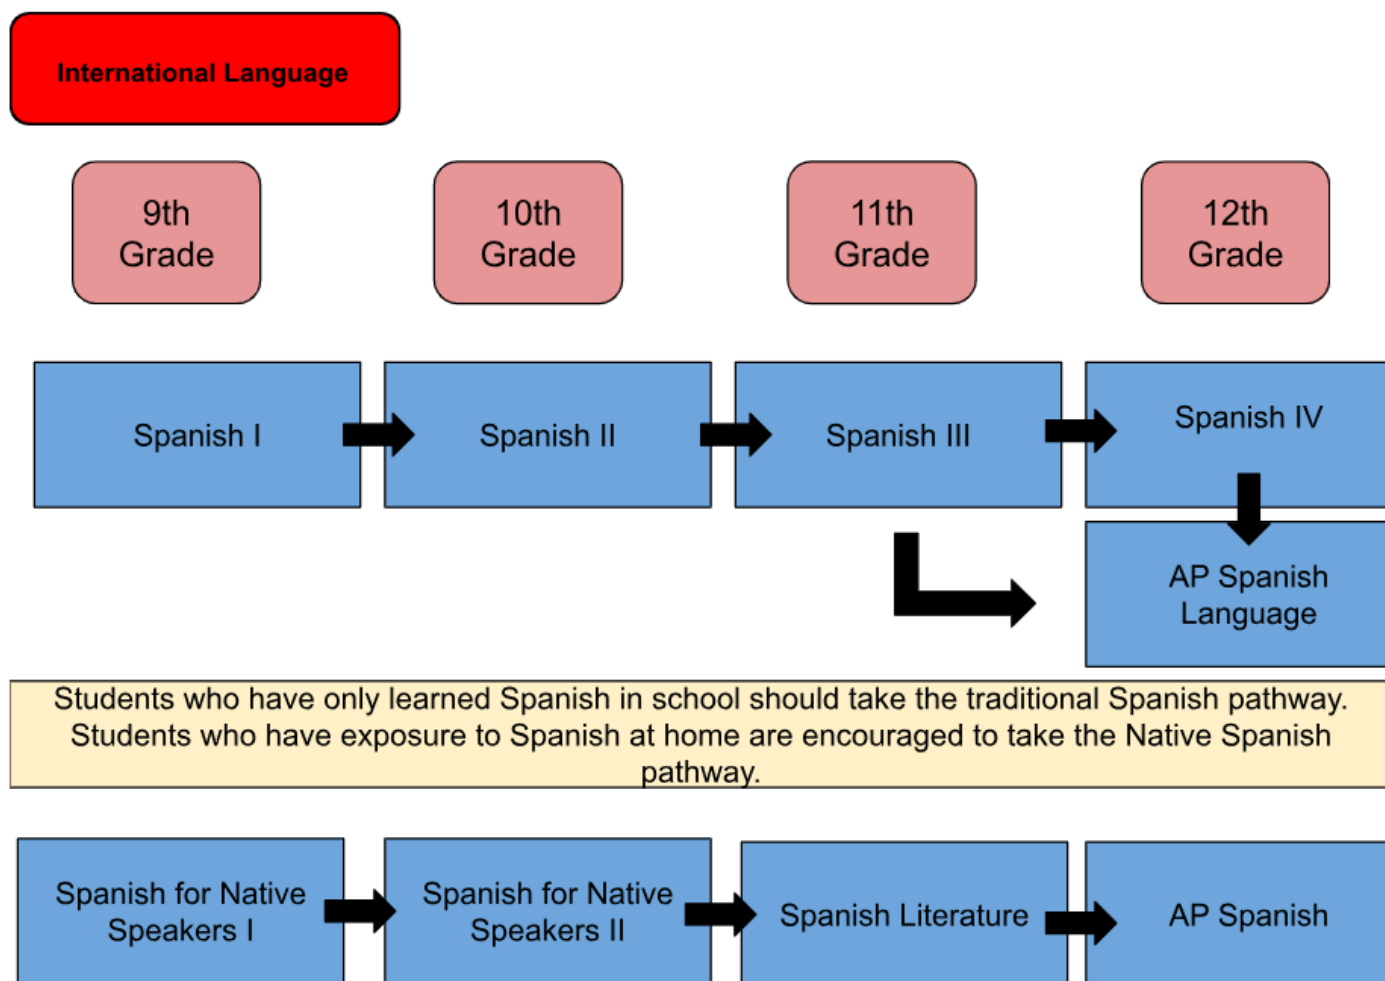 International Language
9th
Grade
10th
Grade
11th
Grade
12th
Grade
Spanish I
Spanish II
Spanish III
Spanish IV
AP Spanish
Language
Students who have only learned Spanish in school should take the traditional Spanish pathway.
Students who have exposure to Spanish at home are encouraged to take the Native Spanish
pathway.
Spanish for Native
Speakers I
Spanish for Native
Speakers II
Spanish Literature
AP Spanish